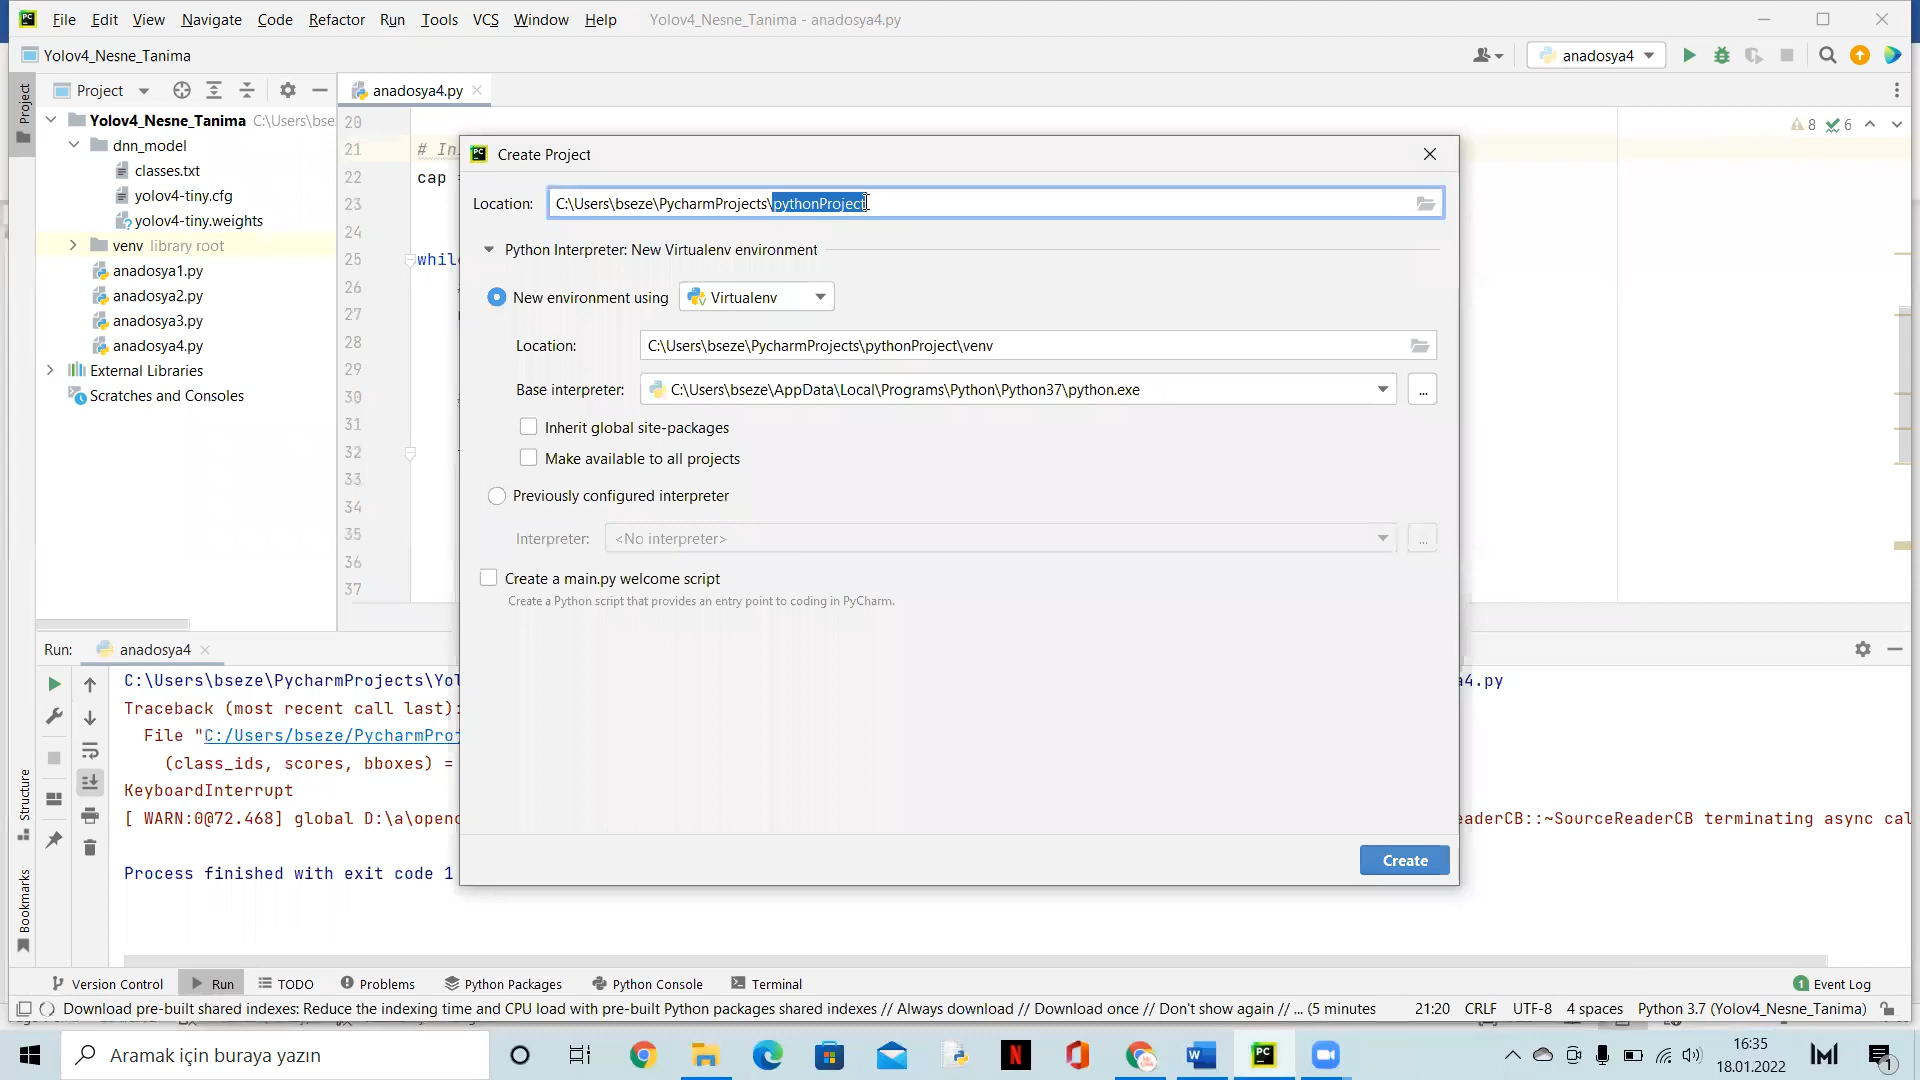 File Edit View Navigate Code Refactor Run Tools VCS Window Help Yolov4_Nesne_Tanima - anadosya4.py
Yolov4_Nesne_Tanima
anadosya4
Project
Project
anadosya4.py
Yolov4_Nesne_Tanima C:\Users\bse
dnn_model
classes.txt
yolov4-tiny.cfg
yolov4-tiny.weights
venv library root
anadosya1.py
anadosya2.py
anadosya3.py
anadosya4.py
External Libraries
Scratches and Consoles
20
21 # In
22 cap
23
24
25 whil
26
27
28
29
30
31
32
33
34
35
36
37
8 6
Create Project
Location: C:\Users\bseze\PycharmProjects\pythonProject
Python Interpreter: New Virtualenv environment
New environment using Virtualenv
Location: C:\Users\bseze\PycharmProjects\pythonProject\venv
Base interpreter: C:\Users\bseze\AppData\Local\Programs\Python\Python37\python.exe ...
Inherit global site-packages
Make available to all projects
Previously configured interpreter
Interpreter: <No interpreter> ...
Create a main.py welcome script
Create a Python script that provides an entry point to coding in PyCharm.
Create
Run: anadosya4
C:\Users\bseze\PycharmProjects\Yol a4.py
Traceback (most recent call last):
File "C:/Users/bseze/PycharmPro
(class_ids, scores, bboxes) =
KeyboardInterrupt
[ WARN:0@72.468] global D:\a\openc eaderCB::~SourceReaderCB terminating async cal
Process finished with exit code 1
Structure
Bookmarks
Version Control Run TODO Problems Python Packages Python Console Terminal 1 Event Log
Download pre-built shared indexes: Reduce the indexing time and CPU load with pre-built Python packages shared indexes // Always download // Download once // Don't show again // ... (5 minutes 21:20 CRLF UTF-8 4 spaces Python 3.7 (Yolov4_Nesne_Tanima)
Aramak için buraya yazın
16:35
18.01.2022
1